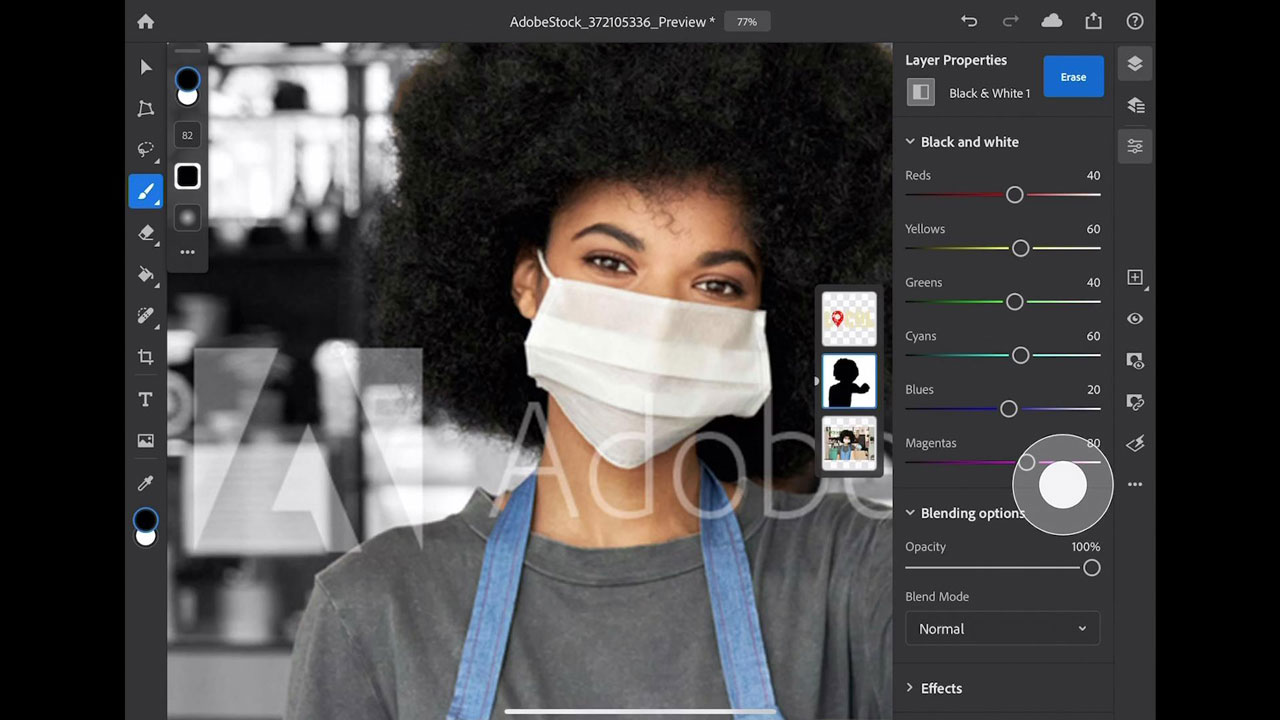 AdobeStock_372105336_Preview *
77%
82
Adobe
Layer Properties
Black & White 1
Erase
Black and white
Reds 40
Yellows 60
Greens 40
Cyans 60
Blues 20
Magentas 80
Blending options
Opacity 100%
Blend Mode
Normal
Effects